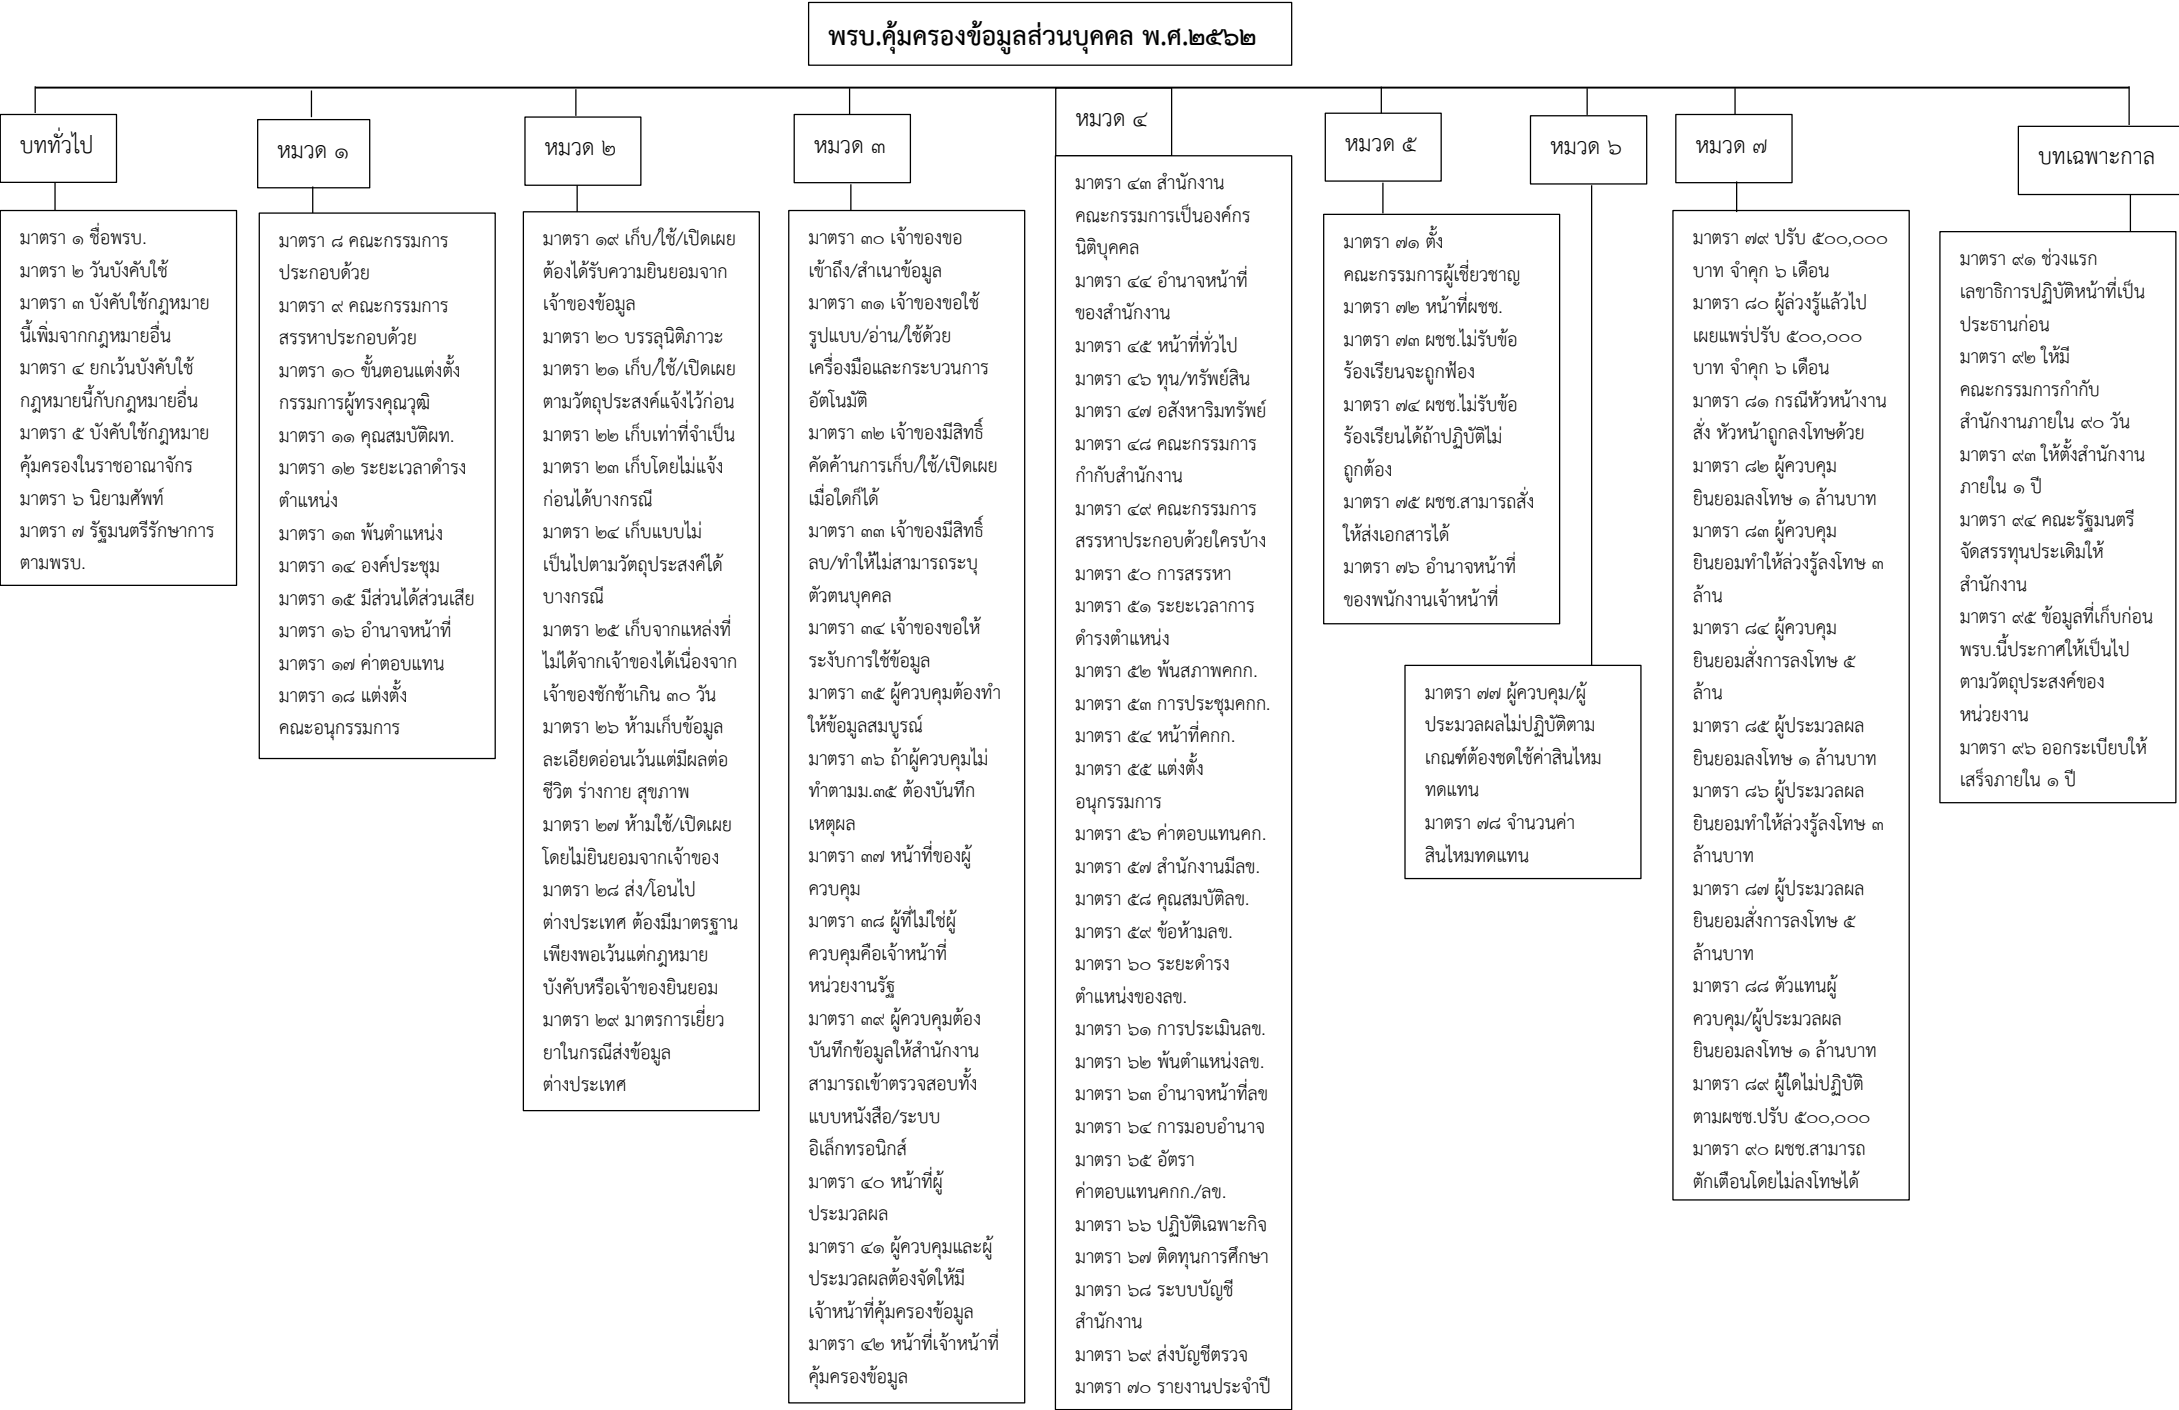 พรบ.คุ้มครองข้อมูลส่วนบุคคล พ.ศ.๒๕๖๒
บททั่วไป
มาตรา ๑ ชื่อพรบ.
มาตรา ๒ วันบังคับใช้
มาตรา ๓ บังคับใช้กฎหมาย
นี้เพิ่มจากกฎหมายอื่น
มาตรา ๔ ยกเว้นบังคับใช้
กฎหมายนี้กับกฎหมายอื่น
มาตรา ๕ บังคับใช้กฎหมาย
คุ้มครองในราชอาณาจักร
มาตรา ๖ นิยามศัพท์
มาตรา ๗ รัฐมนตรีรักษาการ
ตามพรบ.
หมวด ๑
มาตรา ๘ คณะกรรมการ
ประกอบด้วย
มาตรา ๙ คณะกรรมการ
สรรหาประกอบด้วย
มาตรา ๑๐ ขั้นตอนแต่งตั้ง
กรรมการผู้ทรงคุณวุฒิ
มาตรา ๑๑ คุณสมบัติผท.
มาตรา ๑๒ ระยะเวลาดำรง
ตำแหน่ง
มาตรา ๑๓ พ้นตำแหน่ง
มาตรา ๑๔ องค์ประชุม
มาตรา ๑๕ มีส่วนได้ส่วนเสีย
มาตรา ๑๖ อำนาจหน้าที่
มาตรา ๑๗ ค่าตอบแทน
มาตรา ๑๘ แต่งตั้ง
คณะอนุกรรมการ
หมวด ๒
มาตรา ๑๙ เก็บ/ใช้/เปิดเผย
ต้องได้รับความยินยอมจาก
เจ้าของข้อมูล
มาตรา ๒๐ บรรลุนิติภาวะ
มาตรา ๒๑ เก็บ/ใช้/เปิดเผย
ตามวัตถุประสงค์แจ้งไว้ก่อน
มาตรา ๒๒ เก็บเท่าที่จำเป็น
มาตรา ๒๓ เก็บโดยไม่แจ้ง
ก่อนได้บางกรณี
มาตรา ๒๔ เก็บแบบไม่
เป็นไปตามวัตถุประสงค์ได้
บางกรณี
มาตรา ๒๕ เก็บจากแหล่งที่
ไม่ได้จากเจ้าของได้เนื่องจาก
เจ้าของชักช้าเกิน ๓๐ วัน
มาตรา ๒๖ ห้ามเก็บข้อมูล
ละเอียดอ่อนเว้นแต่มีผลต่อ
ชีวิต ร่างกาย สุขภาพ
มาตรา ๒๗ ห้ามใช้/เปิดเผย
โดยไม่ยินยอมจากเจ้าของ
มาตรา ๒๘ ส่ง/โอนไป
ต่างประเทศ ต้องมีมาตรฐาน
เพียงพอเว้นแต่กฎหมาย
บังคับหรือเจ้าของยินยอม
มาตรา ๒๙ มาตรการเยี่ยว
ยาในกรณีส่งข้อมูล
ต่างประเทศ
หมวด ๓
มาตรา ๓๐ เจ้าของขอ
เข้าถึง/สำเนาข้อมูล
มาตรา ๓๑ เจ้าของขอใช้
รูปแบบ/อ่าน/ใช้ด้วย
เครื่องมือและกระบวนการ
อัตโนมัติ
มาตรา ๓๒ เจ้าของมีสิทธิ์
คัดค้านการเก็บ/ใช้/เปิดเผย
เมื่อใดก็ได้
มาตรา ๓๓ เจ้าของมีสิทธิ์
ลบ/ทำให้ไม่สามารถระบุ
ตัวตนบุคคล
มาตรา ๓๔ เจ้าของขอให้
ระงับการใช้ข้อมูล
มาตรา ๓๕ ผู้ควบคุมต้องทำ
ให้ข้อมูลสมบูรณ์
มาตรา ๓๖ ถ้าผู้ควบคุมไม่
ทำตามม.๓๕ ต้องบันทึก
เหตุผล
มาตรา ๓๗ หน้าที่ของผู้
ควบคุม
มาตรา ๓๘ ผู้ที่ไม่ใช่ผู้
ควบคุมคือเจ้าหน้าที่
หน่วยงานรัฐ
มาตรา ๓๙ ผู้ควบคุมต้อง
บันทึกข้อมูลให้สำนักงาน
สามารถเข้าตรวจสอบทั้ง
แบบหนังสือ/ระบบ
อิเล็กทรอนิกส์
มาตรา ๔๐ หน้าที่ผู้
ประมวลผล
มาตรา ๔๑ ผู้ควบคุมและผู้
ประมวลผลต้องจัดให้มี
เจ้าหน้าที่คุ้มครองข้อมูล
มาตรา ๔๒ หน้าที่เจ้าหน้าที่
คุ้มครองข้อมูล
หมวด ๔
มาตรา ๔๓ สำนักงาน
คณะกรรมการเป็นองค์กร
นิติบุคคล
มาตรา ๔๔ อำนาจหน้าที่
ของสำนักงาน
มาตรา ๔๕ หน้าที่ทั่วไป
มาตรา ๔๖ ทุน/ทรัพย์สิน
มาตรา ๔๗ อสังหาริมทรัพย์
มาตรา ๔๘ คณะกรรมการ
กำกับสำนักงาน
มาตรา ๔๙ คณะกรรมการ
สรรหาประกอบด้วยใครบ้าง
มาตรา ๕๐ การสรรหา
มาตรา ๕๑ ระยะเวลาการ
ดำรงตำแหน่ง
มาตรา ๕๒ พ้นสภาพคกก.
มาตรา ๕๓ การประชุมคกก.
มาตรา ๕๔ หน้าที่คกก.
มาตรา ๕๕ แต่งตั้ง
อนุกรรมการ
มาตรา ๕๖ ค่าตอบแทนคก.
มาตรา ๕๗ สำนักงานมีลข.
มาตรา ๕๘ คุณสมบัติลข.
มาตรา ๕๙ ข้อห้ามลข.
มาตรา ๖๐ ระยะดำรง
ตำแหน่งของลข.
มาตรา ๖๑ การประเมินลข.
มาตรา ๖๒ พ้นตำแหน่งลข.
มาตรา ๖๓ อำนาจหน้าที่ลข
มาตรา ๖๔ การมอบอำนาจ
มาตรา ๖๕ อัตรา
ค่าตอบแทนคกก./ลข.
มาตรา ๖๖ ปฏิบัติเฉพาะกิจ
มาตรา ๖๗ ติดทุนการศึกษา
มาตรา ๖๘ ระบบบัญชี
สำนักงาน
มาตรา ๖๙ ส่งบัญชีตรวจ
มาตรา ๗๐ รายงานประจำปี
หมวด ๕
มาตรา ๗๑ ตั้ง
คณะกรรมการผู้เชี่ยวชาญ
มาตรา ๗๒ หน้าที่ผชช.
มาตรา ๗๓ ผชช.ไม่รับข้อ
ร้องเรียนจะถูกฟ้อง
มาตรา ๗๔ ผชช.ไม่รับข้อ
ร้องเรียนได้ถ้าปฏิบัติไม่
ถูกต้อง
มาตรา ๗๕ ผชช.สามารถสั่ง
ให้ส่งเอกสารได้
มาตรา ๗๖ อำนาจหน้าที่
ของพนักงานเจ้าหน้าที่
หมวด ๖
มาตรา ๗๗ ผู้ควบคุม/ผู้
ประมวลผลไม่ปฏิบัติตาม
เกณฑ์ต้องชดใช้ค่าสินไหม
ทดแทน
มาตรา ๗๘ จำนวนค่า
สินไหมทดแทน
หมวด ๗
มาตรา ๗๙ ปรับ ๕๐๐,๐๐๐
บาท จำคุก ๖ เดือน
มาตรา ๘๐ ผู้ล่วงรู้แล้วไป
เผยแพร่ปรับ ๕๐๐,๐๐๐
บาท จำคุก ๖ เดือน
มาตรา ๘๑ กรณีหัวหน้างาน
สั่ง หัวหน้าถูกลงโทษด้วย
มาตรา ๘๒ ผู้ควบคุม
ยินยอมลงโทษ ๑ ล้านบาท
มาตรา ๘๓ ผู้ควบคุม
ยินยอมทำให้ล่วงรู้ลงโทษ ๓
ล้าน
มาตรา ๘๔ ผู้ควบคุม
ยินยอมสั่งการลงโทษ ๕
ล้าน
มาตรา ๘๕ ผู้ประมวลผล
ยินยอมลงโทษ ๑ ล้านบาท
มาตรา ๘๖ ผู้ประมวลผล
ยินยอมทำให้ล่วงรู้ลงโทษ ๓
ล้านบาท
มาตรา ๘๗ ผู้ประมวลผล
ยินยอมสั่งการลงโทษ ๕
ล้านบาท
มาตรา ๘๘ ตัวแทนผู้
ควบคุม/ผู้ประมวลผล
ยินยอมลงโทษ ๑ ล้านบาท
มาตรา ๘๙ ผู้ใดไม่ปฏิบัติ
ตามผชช.ปรับ ๕๐๐,๐๐๐
มาตรา ๙๐ ผชช.สามารถ
ตักเตือนโดยไม่ลงโทษได้
บทเฉพาะกาล
มาตรา ๙๑ ช่วงแรก
เลขาธิการปฏิบัติหน้าที่เป็น
ประธานก่อน
มาตรา ๙๒ ให้มี
คณะกรรมการกำกับ
สำนักงานภายใน ๙๐ วัน
มาตรา ๙๓ ให้ตั้งสำนักงาน
ภายใน ๑ ปี
มาตรา ๙๔ คณะรัฐมนตรี
จัดสรรทุนประเดิมให้
สำนักงาน
มาตรา ๙๕ ข้อมูลที่เก็บก่อน
พรบ.นี้ประกาศให้เป็นไป
ตามวัตถุประสงค์ของ
หน่วยงาน
มาตรา ๙๖ ออกระเบียบให้
เสร็จภายใน ๑ ปี